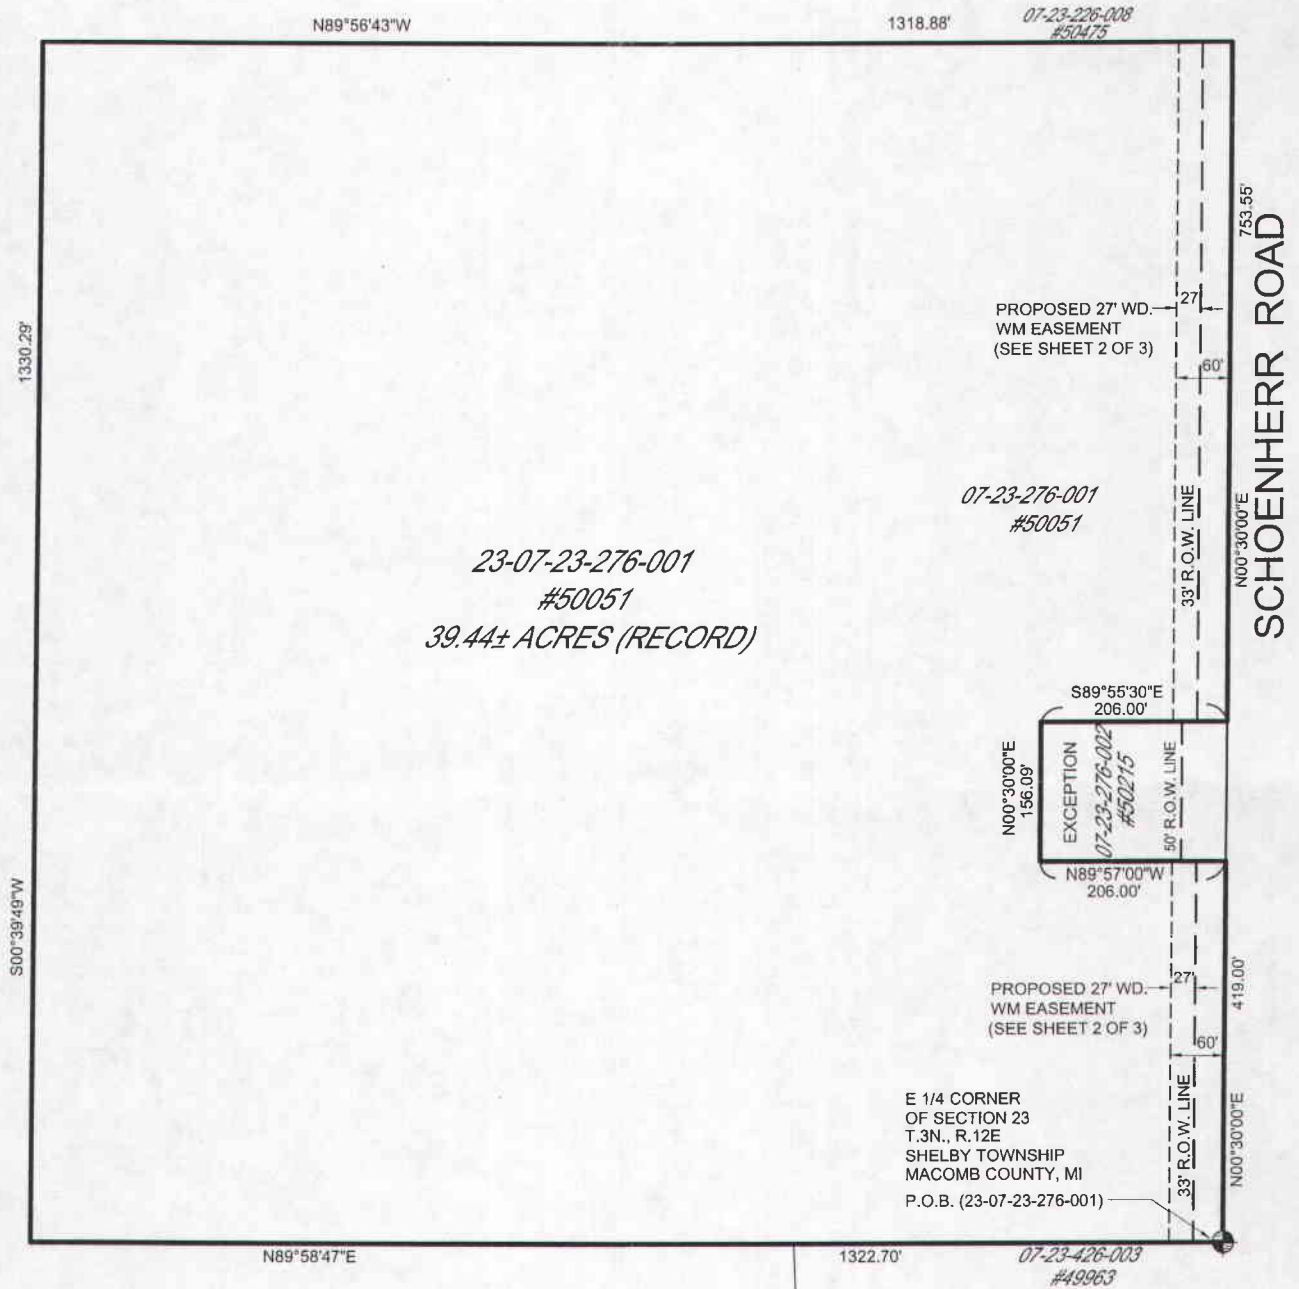 N89°56'43"W
1318.88'
07-23-226-008
#50475
753.55'
SCHOENHERR ROAD
1330.29'
PROPOSED 27' WD.
WM EASEMENT
(SEE SHEET 2 OF 3)
27'
60'
07-23-276-001
#50051
33' R.O.W. LINE
N00°30'00"E
23-07-23-276-001
#50051
39.44± ACRES (RECORD)
S89°55'30"E
206.00'
N00°30'00"E
156.09'
EXCEPTION
07-23-276-002
#50215
50' R.O.W. LINE
N89°57'00"W
206.00'
S00°39'49"W
PROPOSED 27' WD.
WM EASEMENT
(SEE SHEET 2 OF 3)
27'
419.00'
60'
E 1/4 CORNER
OF SECTION 23
T.3N., R.12E
SHELBY TOWNSHIP
MACOMB COUNTY, MI
P.O.B. (23-07-23-276-001)
33' R.O.W. LINE
N00°30'00"E
N89°58'47"E
1322.70'
07-23-426-003
#49963